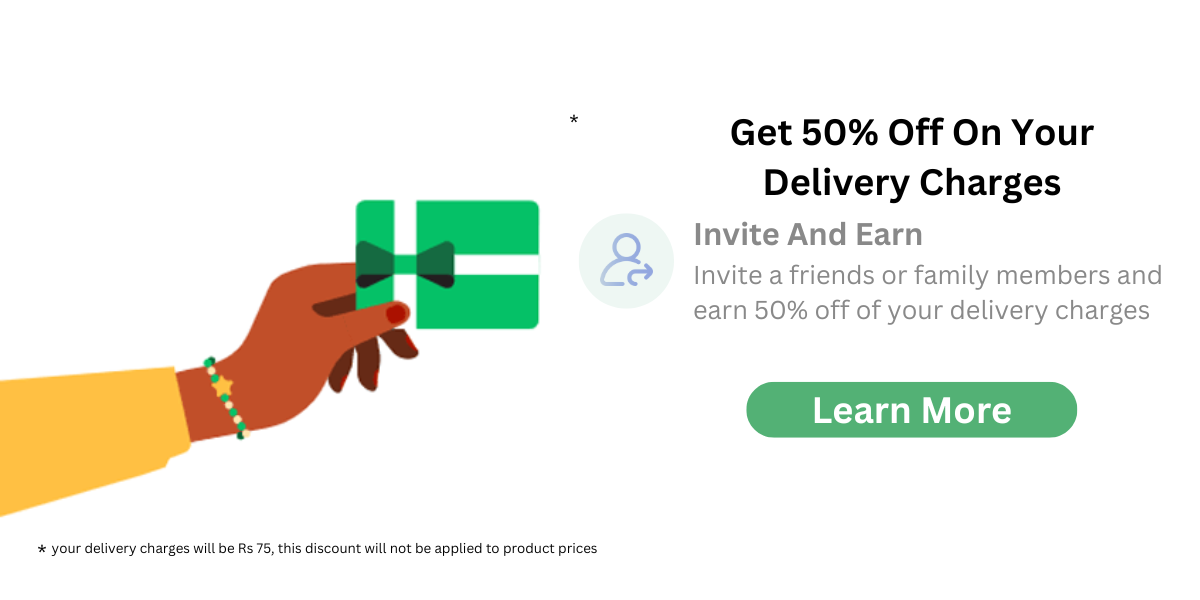 *
Get 50% Off On Your
Delivery Charges
Invite And Earn
Invite a friends or family members and
earn 50% off of your delivery charges
Learn More
* your delivery charges will be Rs 75, this discount will not be applied to product prices